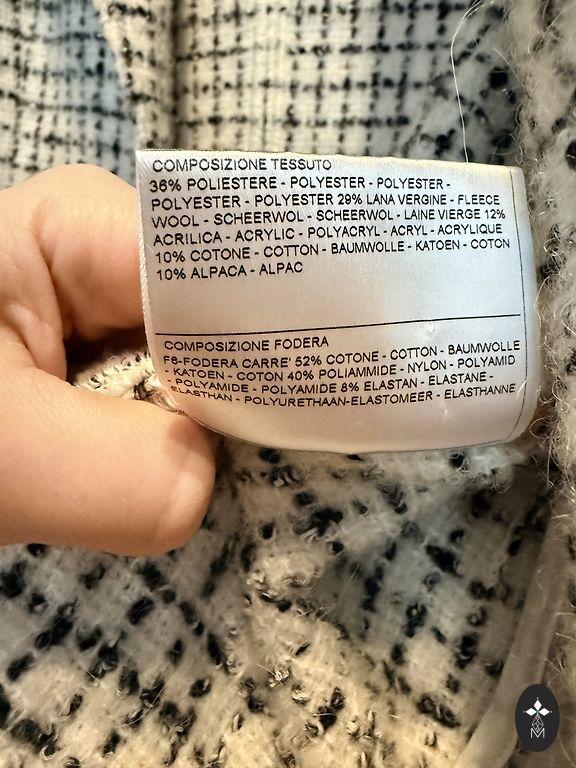 COMPOSIZIONE TESSUTO
36% POLIESTERE - POLYESTER - POLYESTER -
POLYESTER - POLYESTER 29% LANA VERGINE - FLEECE
WOOL - SCHEERWOL - SCHEERWOL - LAINE VIERGE 12%
ACRILICA - ACRYLIC - POLYACRYL - ACRYL - ACRYLIQUE
10% COTONE - COTTON - BAUMWOLLE - KATOEN - COTON
10% ALPACA - ALPAC
COMPOSIZIONE FODERA
F6-FODERA CARRE' 52% COTONE - COTTON - BAUMWOLLE
- KATOEN - COTON 40% POLIAMMIDE - NYLON - POLYAMID
- POLYAMIDE - POLYAMIDE 8% ELASTAN - ELASTANE -
ELASTHAN - POLYURETHAAN-ELASTOMEER - ELASTHANNE
M